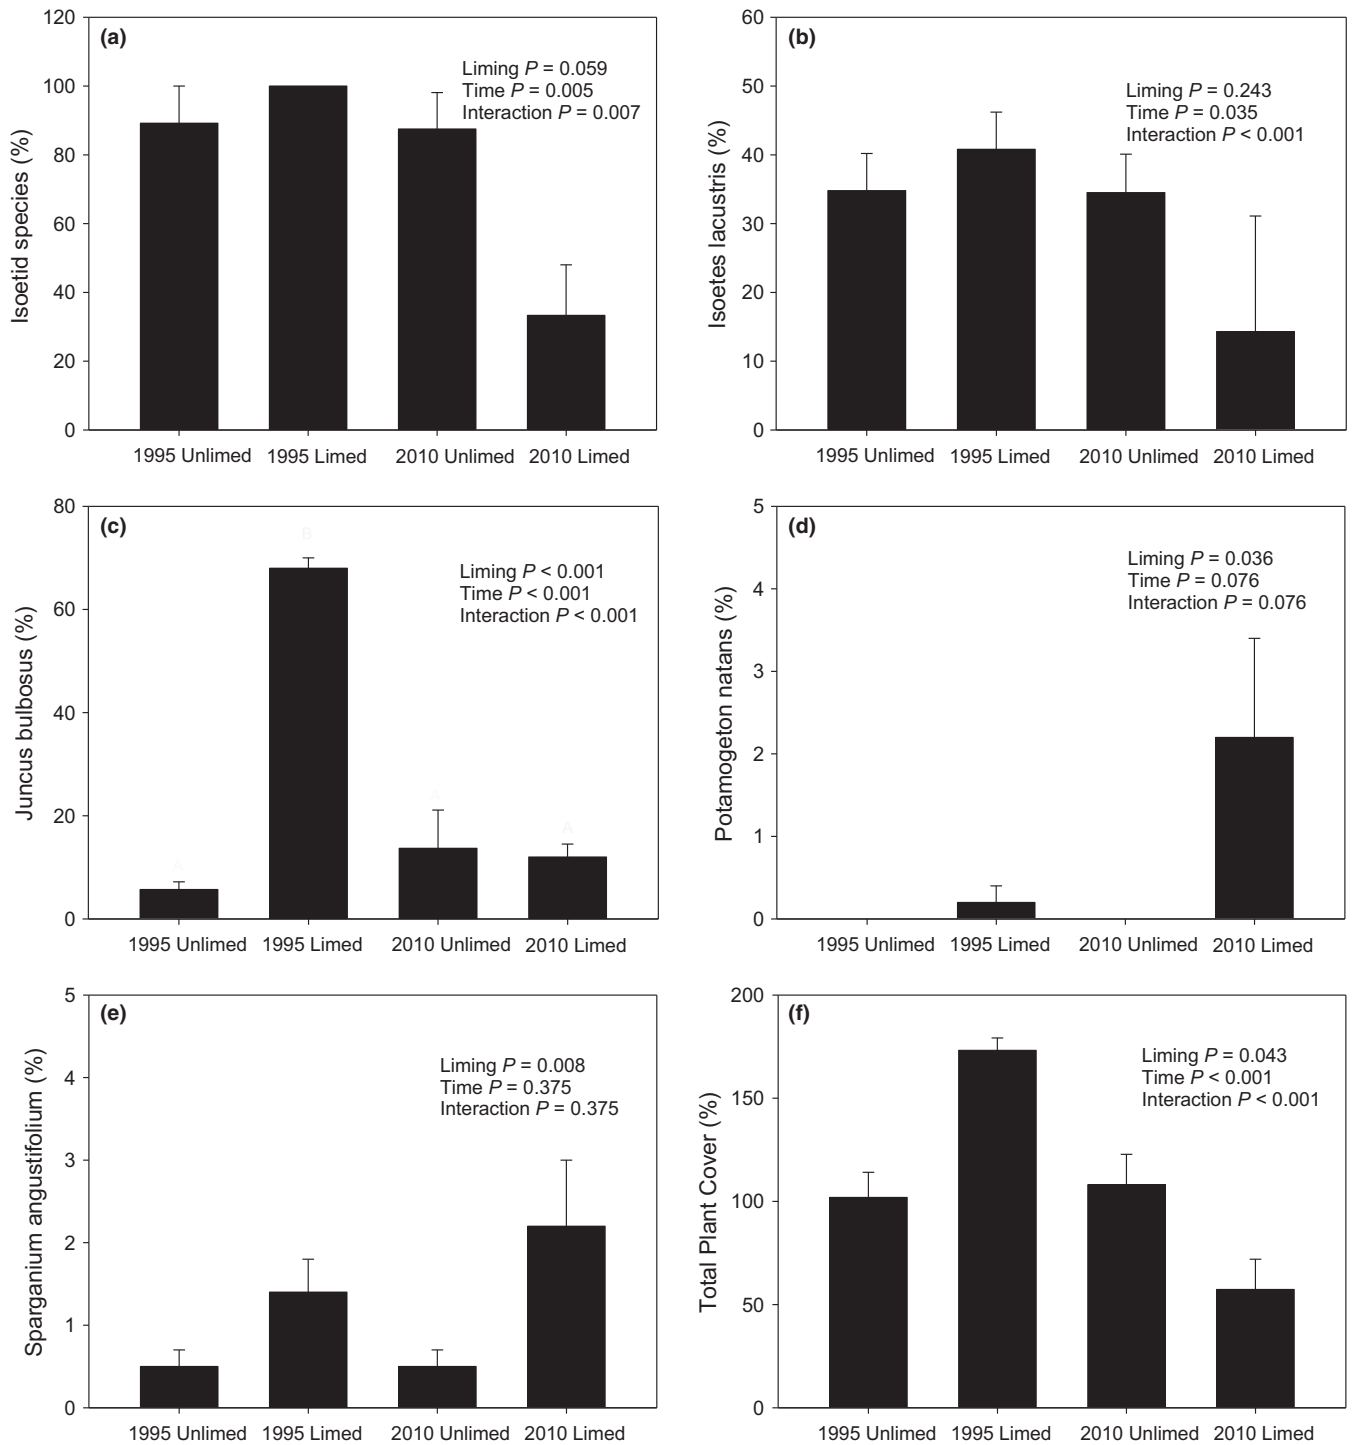 (a)
Liming P = 0.059
Time P = 0.005
Interaction P = 0.007
Isoetid species (%)
120
100
80
60
40
20
0
1995 Unlimed 1995 Limed 2010 Unlimed 2010 Limed
(b)
Liming P = 0.243
Time P = 0.035
Interaction P < 0.001
Isoetes lacustris (%)
60
50
40
30
20
10
0
1995 Unlimed 1995 Limed 2010 Unlimed 2010 Limed
(c)
Liming P < 0.001
Time P < 0.001
Interaction P < 0.001
Juncus bulbosus (%)
80
60
40
20
0
A
B
A
A
1995 Unlimed 1995 Limed 2010 Unlimed 2010 Limed
(d)
Liming P = 0.036
Time P = 0.076
Interaction P = 0.076
Potamogeton natans (%)
5
4
3
2
1
0
1995 Unlimed 1995 Limed 2010 Unlimed 2010 Limed
(e)
Liming P = 0.008
Time P = 0.375
Interaction P = 0.375
Sparganium angustifolium (%)
5
4
3
2
1
0
1995 Unlimed 1995 Limed 2010 Unlimed 2010 Limed
(f)
Liming P = 0.043
Time P < 0.001
Interaction P < 0.001
Total Plant Cover (%)
200
150
100
50
0
1995 Unlimed 1995 Limed 2010 Unlimed 2010 Limed